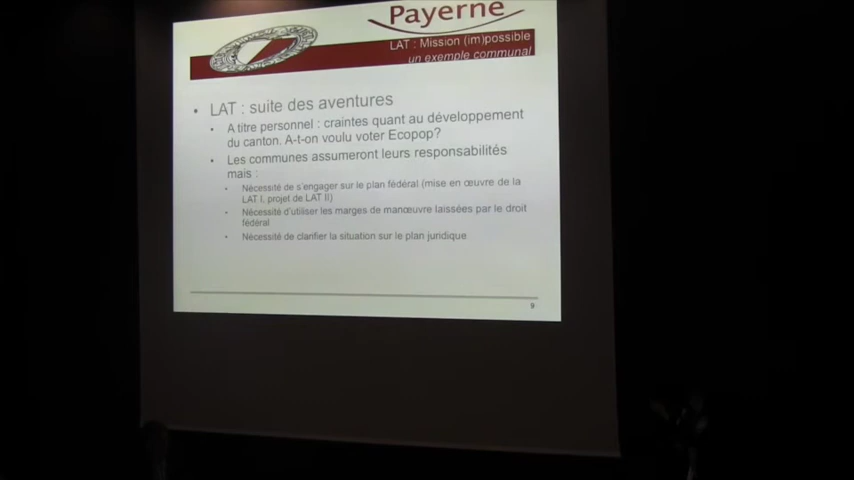 Payerne
LAT : Mission (im)possible
un exemple communal
• LAT : suite des aventures
• A titre personnel : craintes quant au développement
du canton. A-t-on voulu voter Ecopop?
• Les communes assumeront leurs responsabilités
mais :
• Nécessité de s'engager sur le plan fédéral (mise en œuvre de la
LAT I, projet de LAT II)
• Nécessité d'utiliser les marges de manœuvre laissées par le droit
fédéral
• Nécessité de clarifier la situation sur le plan juridique
9